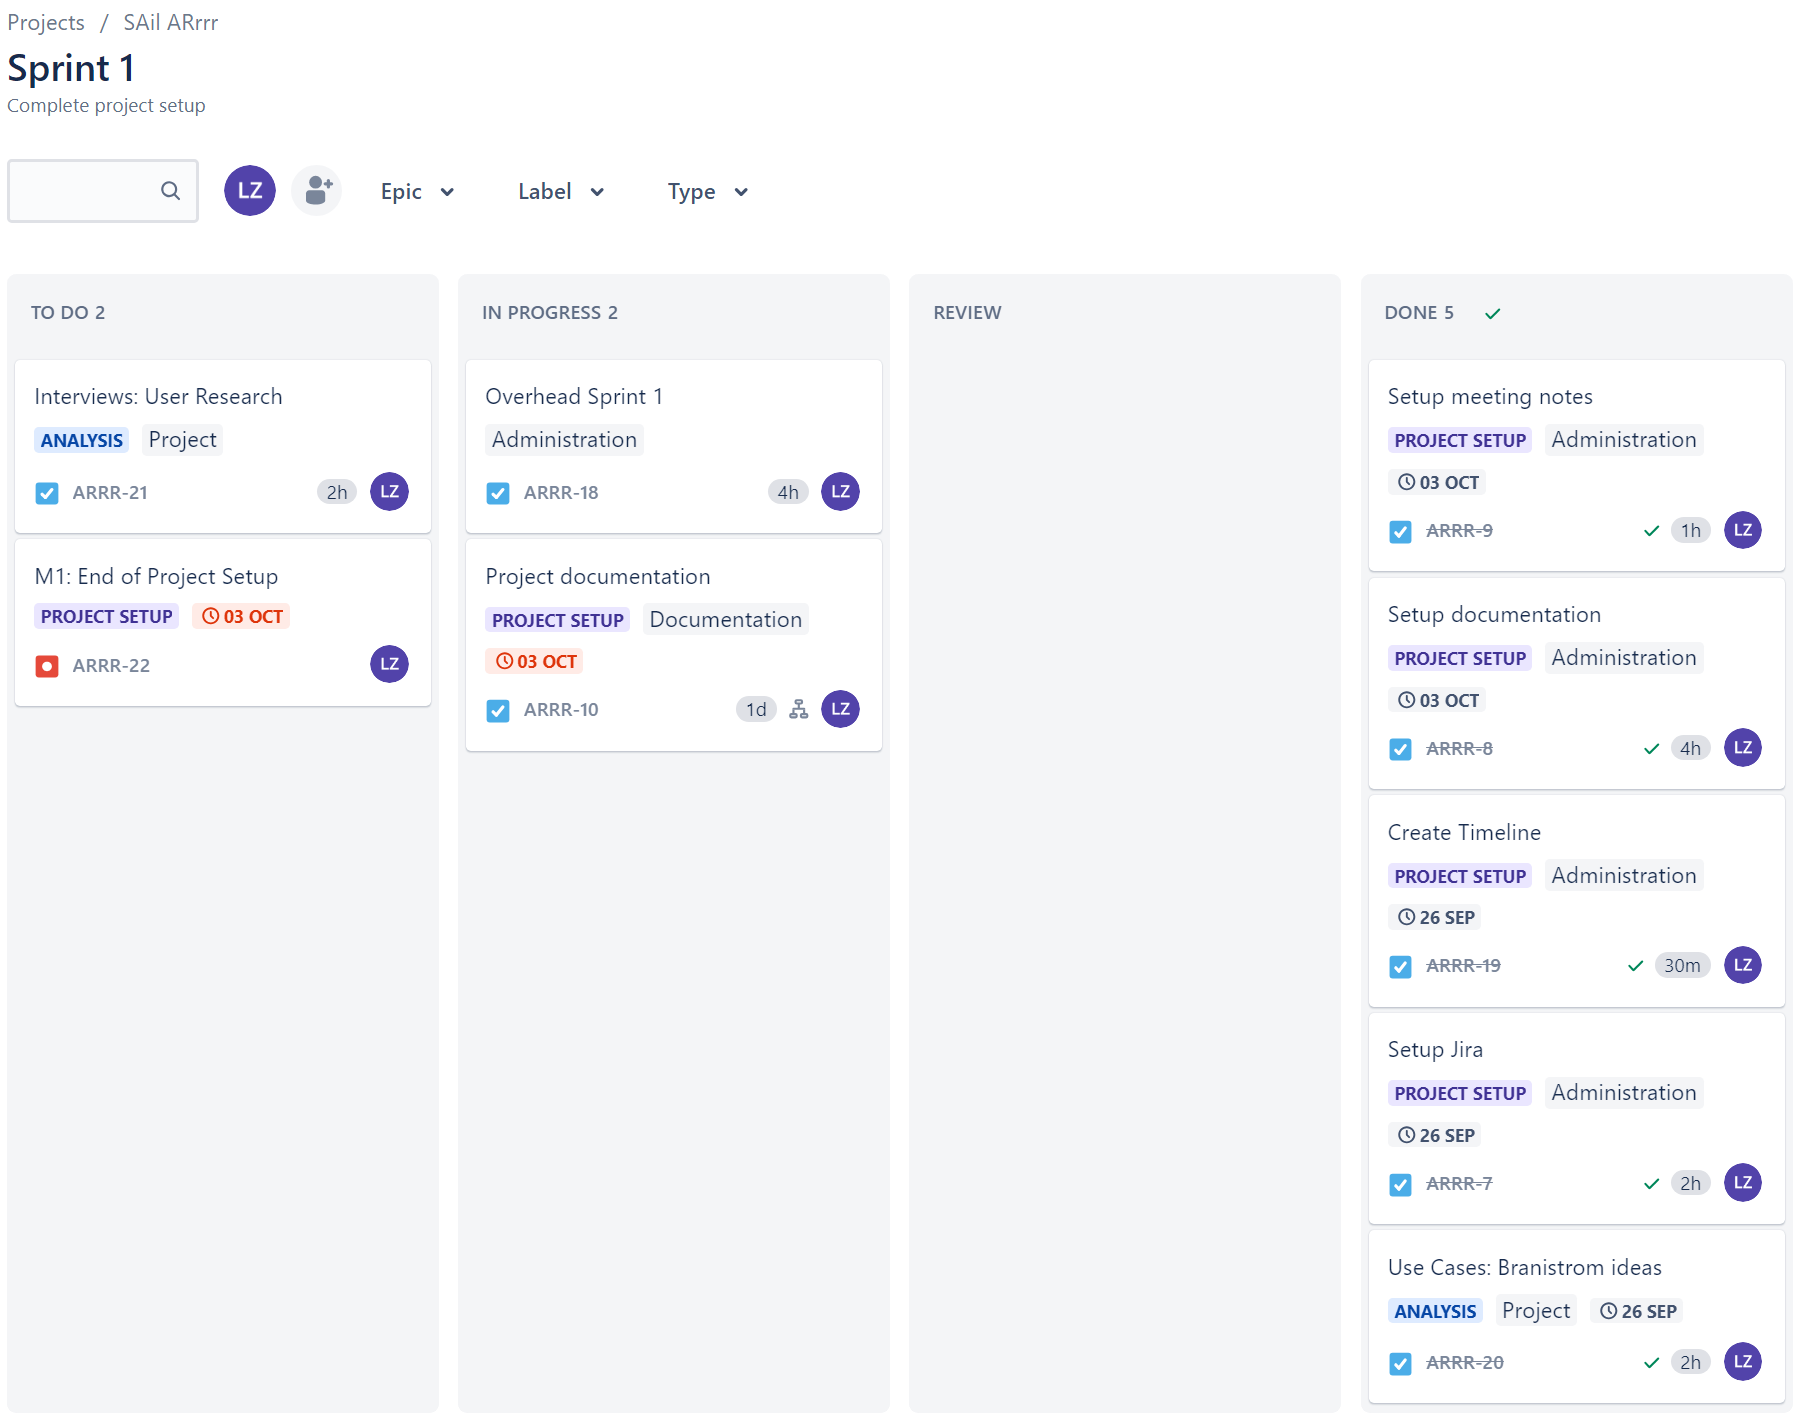 Projects / SAil ARrrr
Sprint 1
Complete project setup
LZ Epic Label Type
TO DO 2
Interviews: User Research
ANALYSIS Project
ARRR-21 2h LZ
M1: End of Project Setup
PROJECT SETUP 03 OCT
ARRR-22 LZ
IN PROGRESS 2
Overhead Sprint 1
Administration
ARRR-18 4h LZ
Project documentation
PROJECT SETUP Documentation
03 OCT
ARRR-10 1d LZ
REVIEW
DONE 5
Setup meeting notes
PROJECT SETUP Administration
03 OCT
ARRR-9 1h LZ
Setup documentation
PROJECT SETUP Administration
03 OCT
ARRR-8 4h LZ
Create Timeline
PROJECT SETUP Administration
26 SEP
ARRR-19 30m LZ
Setup Jira
PROJECT SETUP Administration
26 SEP
ARRR-7 2h LZ
Use Cases: Branistrom ideas
ANALYSIS Project 26 SEP
ARRR-20 2h LZ